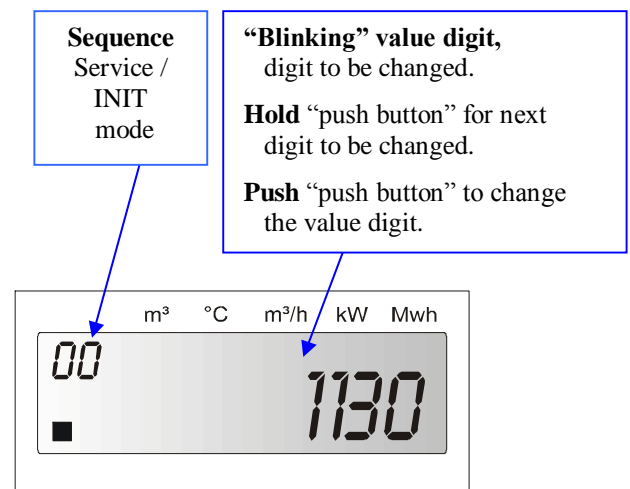 Sequence
Service /
INIT
mode
“Blinking” value digit,
digit to be changed.
Hold “push button” for next
digit to be changed.
Push “push button” to change
the value digit.
m³ °C m³/h kW Mwh
00
1130